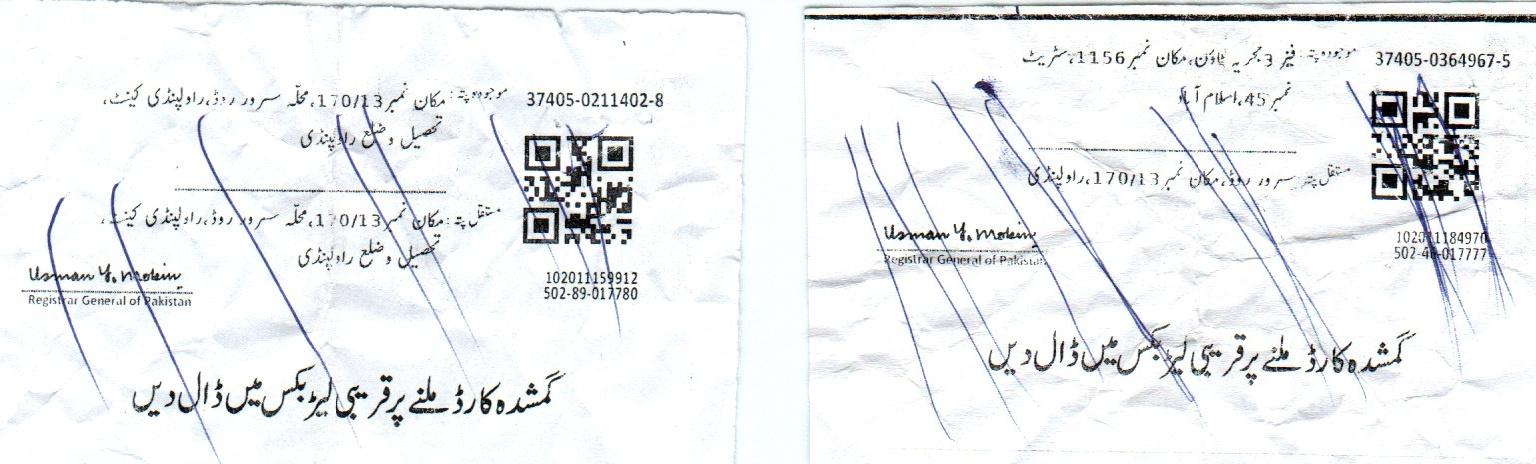 موجودہ پتہ: مکان نمبر 170/13، محلّہ سرور روڈ، راولپنڈی کینٹ،
37405-0211402-8
تحصیل و ضلع راولپنڈی
مستقل پتہ: مکان نمبر 170/13، محلّہ سرور روڈ، راولپنڈی کینٹ،
تحصیل و ضلع راولپنڈی
Usman Y. Mobin
Registrar General of Pakistan
102011159912
502-89-017780
گمشدہ کارڈ ملنے پر قریبی لیٹر بکس میں ڈال دیں
موجودہ پتہ: فیز 3 بحریہ ٹاؤن، مکان نمبر 1156، سٹریٹ
37405-0364967-5
نمبر 45، اسلام آباد
مستقل پتہ: سرور روڈ، مکان نمبر 170/13، راولپنڈی
Usman Y. Mobin
Registrar General of Pakistan
102011184970
502-46-017777
گمشدہ کارڈ ملنے پر قریبی لیٹر بکس میں ڈال دیں